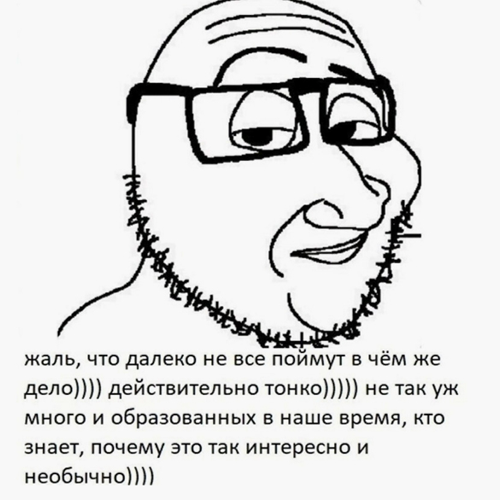 жаль, что далеко не все поймут в чём же
дело)))) действительно тонко))))) не так уж
много и образованных в наше время, кто
знает, почему это так интересно и
необычно))))